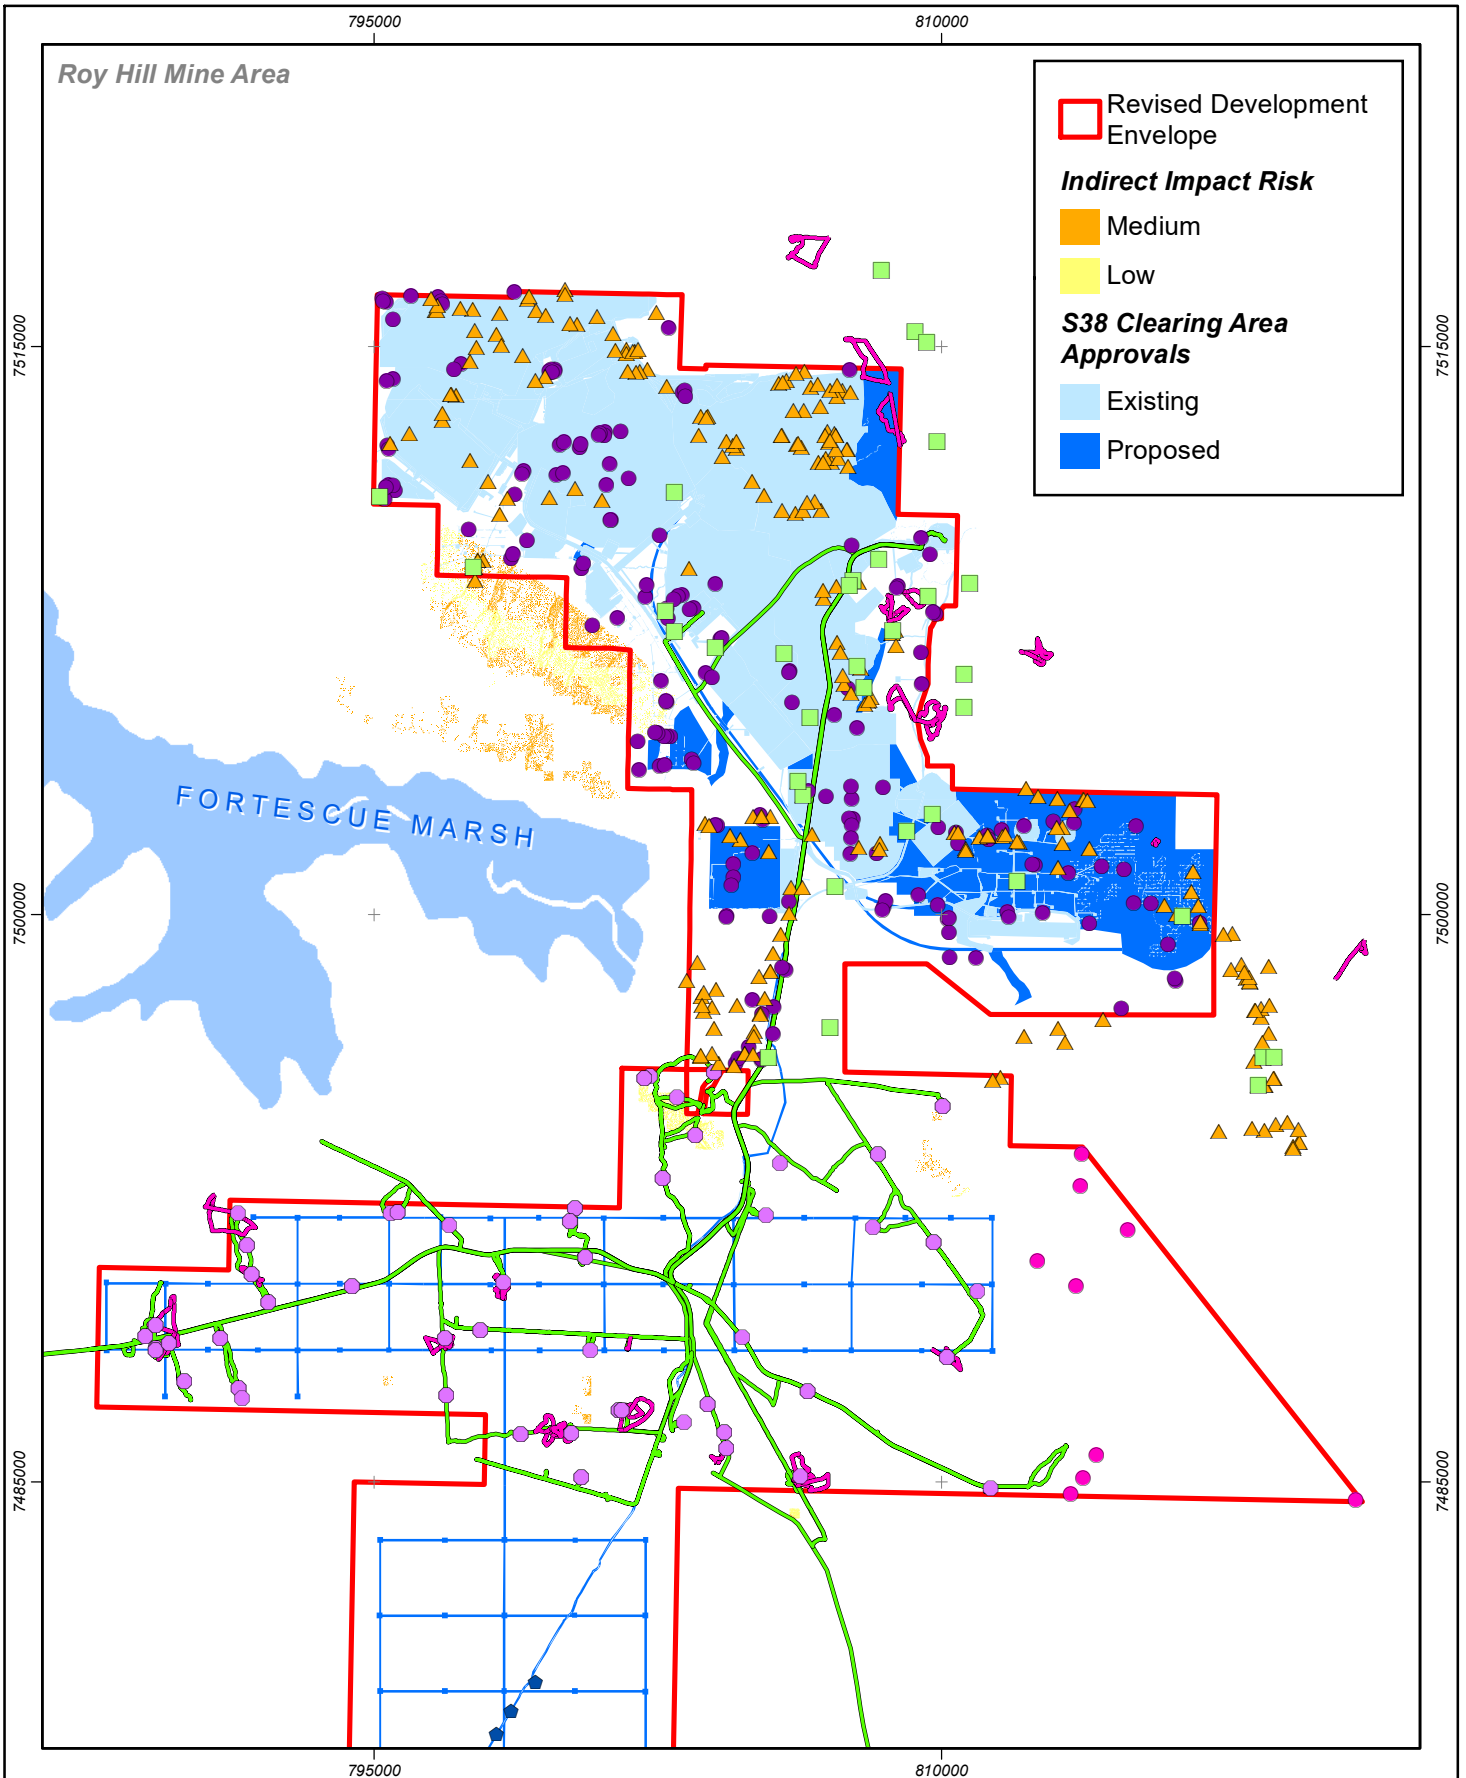 795000
810000
Roy Hill Mine Area
Revised Development
Envelope
Indirect Impact Risk
Medium
Low
S38 Clearing Area
Approvals
Existing
Proposed
7515000
7515000
FORTESCUE MARSH
7500000
7500000
7485000
7485000
795000
810000